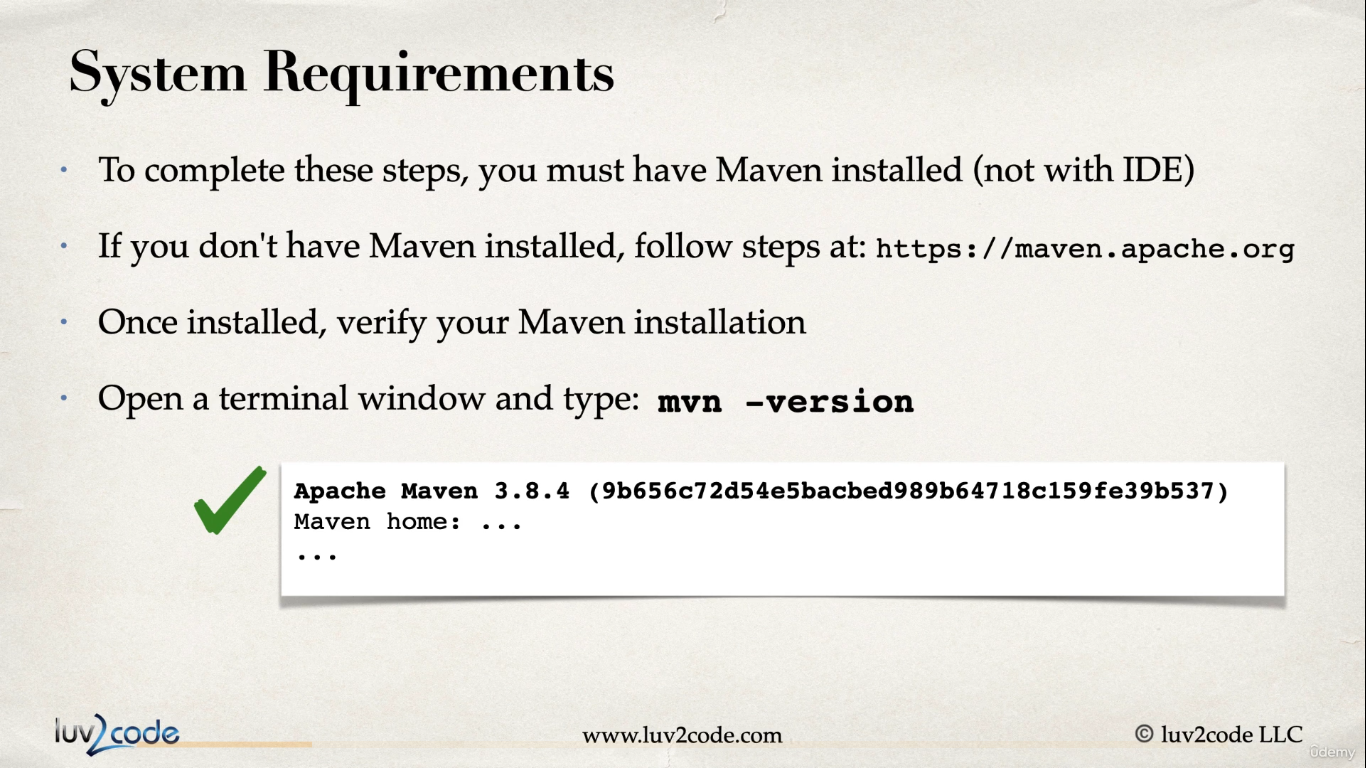 System Requirements
• To complete these steps, you must have Maven installed (not with IDE)
• If you don't have Maven installed, follow steps at: https://maven.apache.org
• Once installed, verify your Maven installation
• Open a terminal window and type: mvn -version
Apache Maven 3.8.4 (9b656c72d54e5bacbed989b64718c159fe39b537)
Maven home: ...
...
luv2code
www.luv2code.com
© luv2code LLC
ûdemy